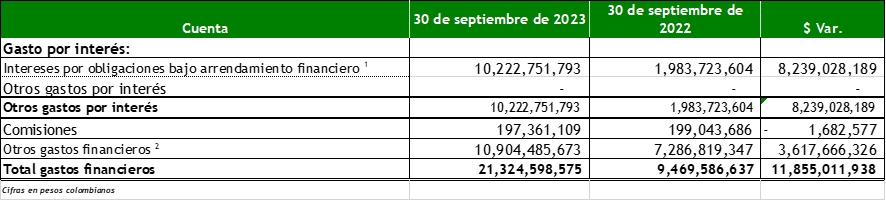 Cuenta 30 de septiembre de 2023 30 de septiembre de 2022 $ Var.
Gasto por interés:
Intereses por obligaciones bajo arrendamiento financiero ¹ 10,222,751,793 1,983,723,604 8,239,028,189
Otros gastos por interés - - -
Otros gastos por interés 10,222,751,793 1,983,723,604 8,239,028,189
Comisiones 197,361,109 199,043,686 - 1,682,577
Otros gastos financieros ² 10,904,485,673 7,286,819,347 3,617,666,326
Total gastos financieros 21,324,598,575 9,469,586,637 11,855,011,938
Cifras en pesos colombianos